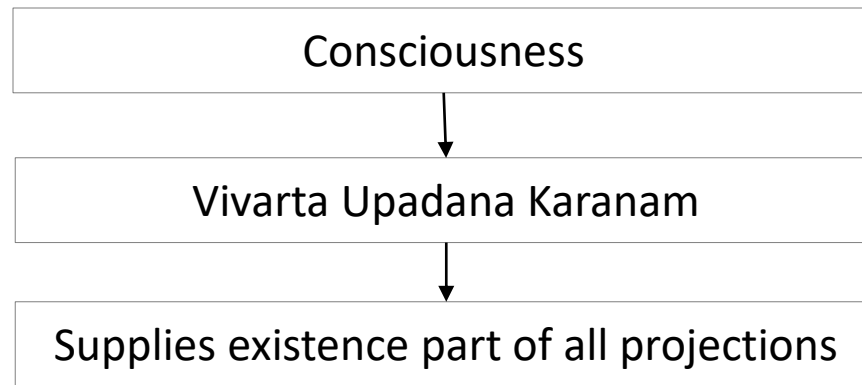 Consciousness
Vivarta Upadana Karanam
Supplies existence part of all projections